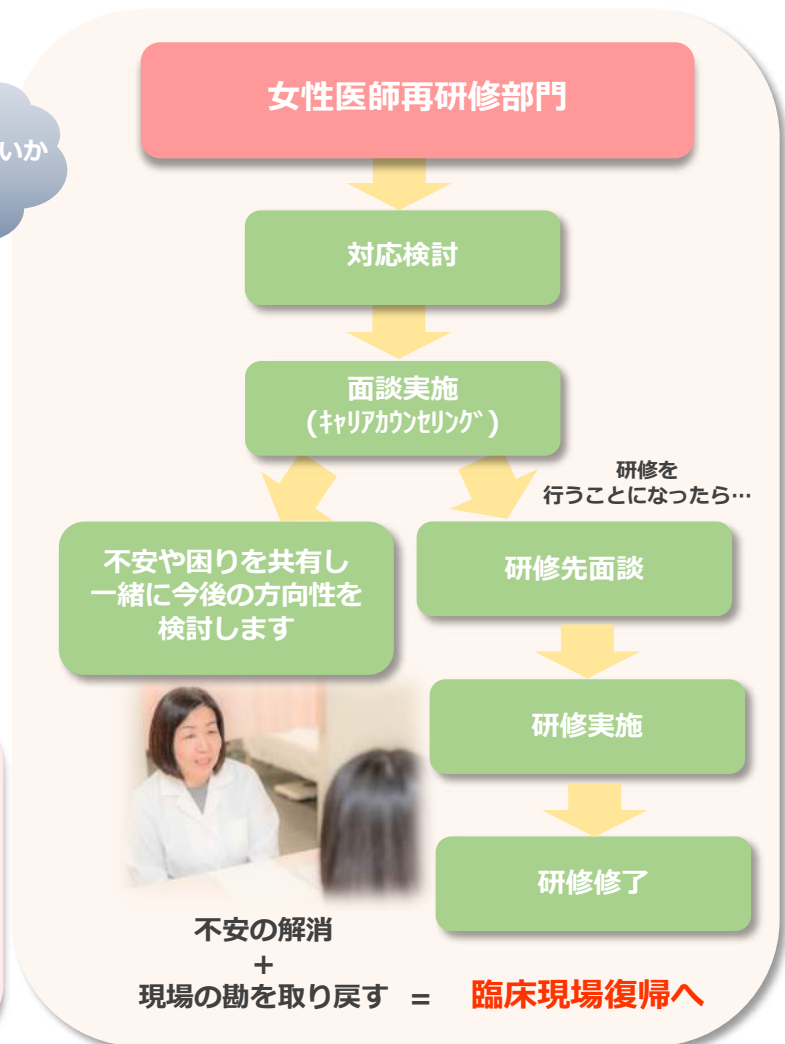 女性医師再研修部門
いか
対応検討
面談実施
(ｷｬﾘｱｶｳﾝｾﾘﾝｸﾞ)
研修を
行うことになったら…
不安や困りを共有し
一緒に今後の方向性を
検討します
研修先面談
研修実施
研修修了
不安の解消
+
現場の勘を取り戻す = 臨床現場復帰へ